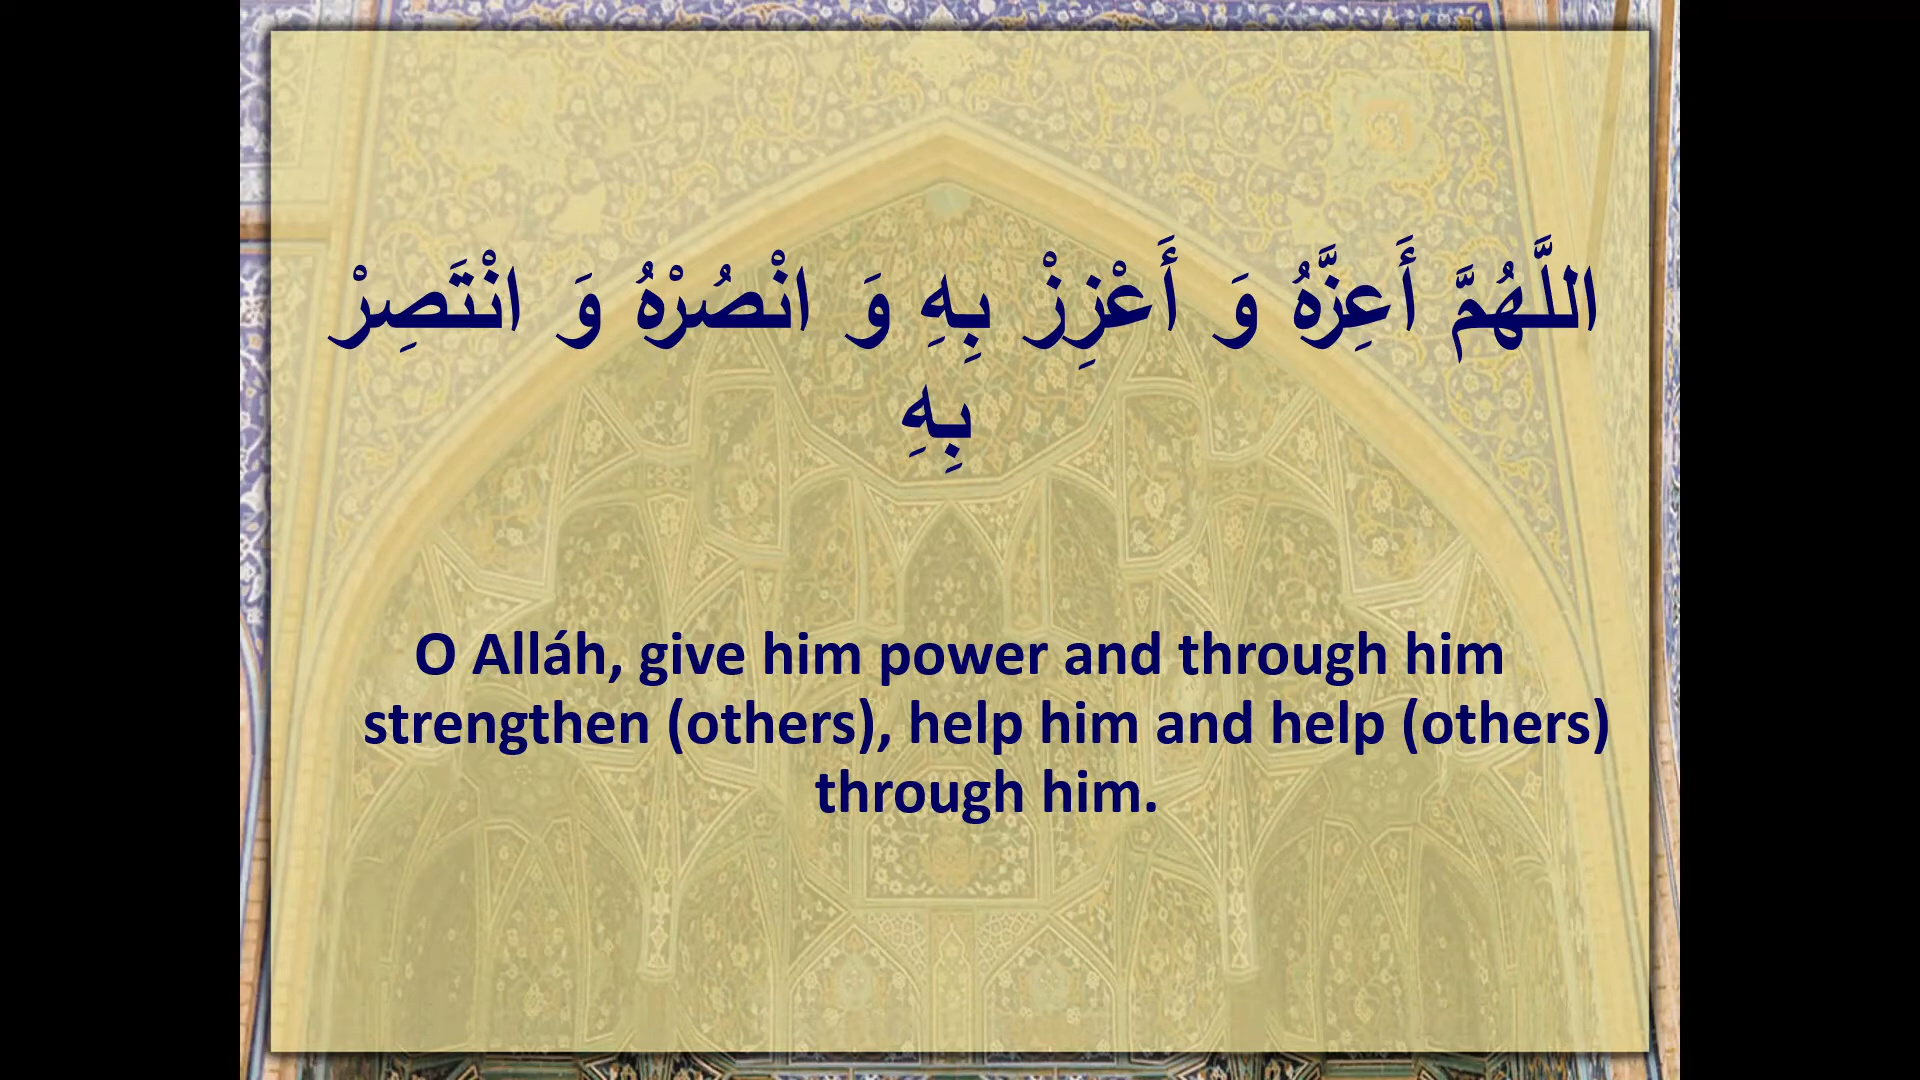 اللَّهُمَّ أَعِزَّهُ وَ أَعْزِزْ بِهِ وَ انْصُرْهُ وَ انْتَصِرْ
بِهِ
O Alláh, give him power and through him
strengthen (others), help him and help (others)
through him.